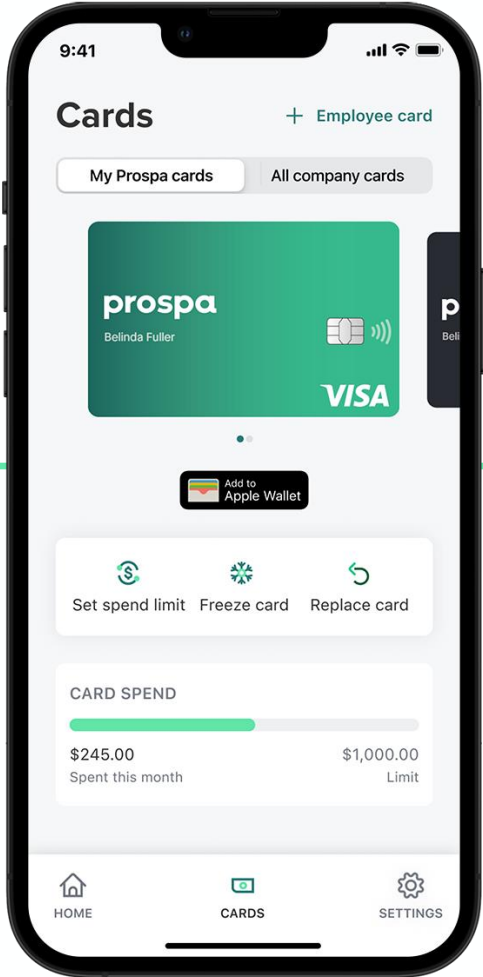 9:41
Cards
+ Employee card
My Prospa cards
All company cards
prospa
Belinda Fuller
VISA
p
Beli
Add to
Apple Wallet
Set spend limit
Freeze card
Replace card
CARD SPEND
$245.00
$1,000.00
Spent this month
Limit
HOME
CARDS
SETTINGS